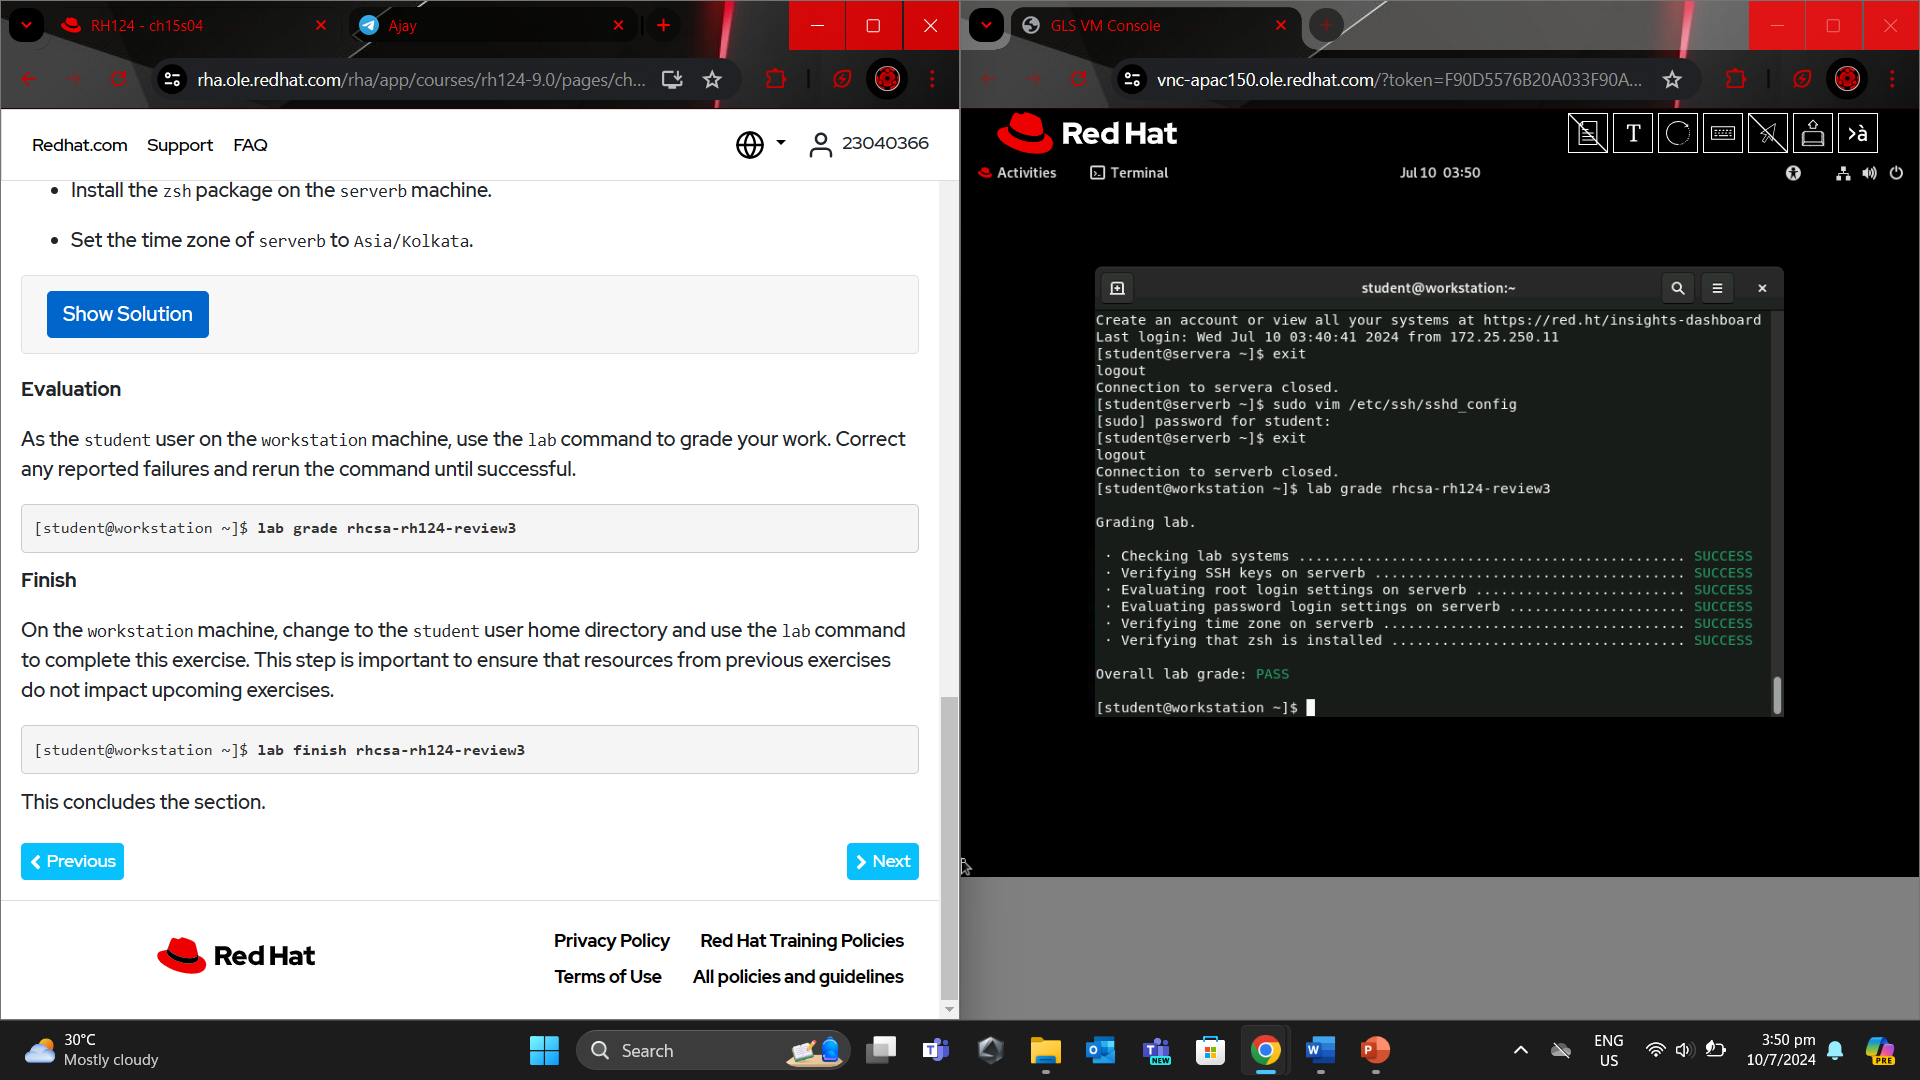 RH124 - ch15s04
Ajay
rha.ole.redhat.com/rha/app/courses/rh124-9.0/pages/ch...
Redhat.com Support FAQ
23040366
• Install the zsh package on the serverb machine.
• Set the time zone of serverb to Asia/Kolkata.
Show Solution
Evaluation
As the student user on the workstation machine, use the lab command to grade your work. Correct
any reported failures and rerun the command until successful.
[student@workstation ~]$ lab grade rhcsa-rh124-review3
Finish
On the workstation machine, change to the student user home directory and use the lab command
to complete this exercise. This step is important to ensure that resources from previous exercises
do not impact upcoming exercises.
[student@workstation ~]$ lab finish rhcsa-rh124-review3
This concludes the section.
Previous
Next
Red Hat
Privacy Policy Red Hat Training Policies
Terms of Use All policies and guidelines
GLS VM Console
vnc-apac150.ole.redhat.com/?token=F90D5576B20A033F90A...
Red Hat
T
>à
Activities Terminal Jul 10 03:50
student@workstation:~
Create an account or view all your systems at https://red.ht/insights-dashboard
Last login: Wed Jul 10 03:40:41 2024 from 172.25.250.11
[student@servera ~]$ exit
logout
Connection to servera closed.
[student@serverb ~]$ sudo vim /etc/ssh/sshd_config
[sudo] password for student:
[student@serverb ~]$ exit
logout
Connection to serverb closed.
[student@workstation ~]$ lab grade rhcsa-rh124-review3
Grading lab.
· Checking lab systems .............................................. SUCCESS
· Verifying SSH keys on serverb ..................................... SUCCESS
· Evaluating root login settings on serverb ......................... SUCCESS
· Evaluating password login settings on serverb ..................... SUCCESS
· Verifying time zone on serverb .................................... SUCCESS
· Verifying that zsh is installed ................................... SUCCESS
Overall lab grade: PASS
[student@workstation ~]$
30°C
Mostly cloudy
Search
T
NEW
W
P
ENG
US
3:50 pm
10/7/2024
PRE